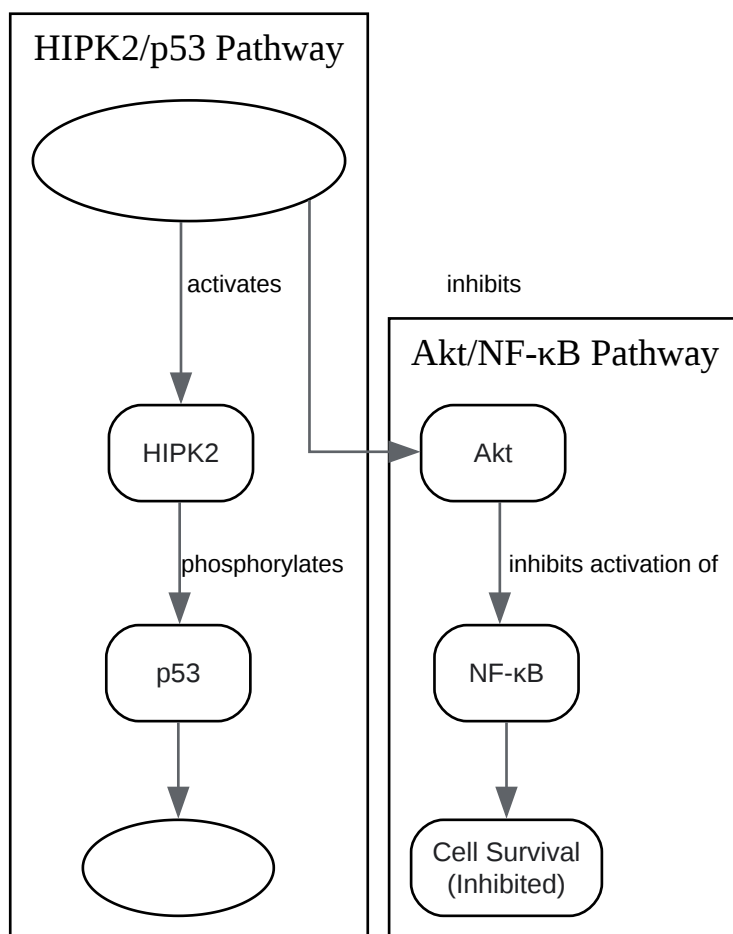 HIPK2/p53 Pathway
activates
inhibits
Akt/NF-κB Pathway
HIPK2
Akt
phosphorylates
inhibits activation of
p53
NF-κB
Cell Survival
(Inhibited)